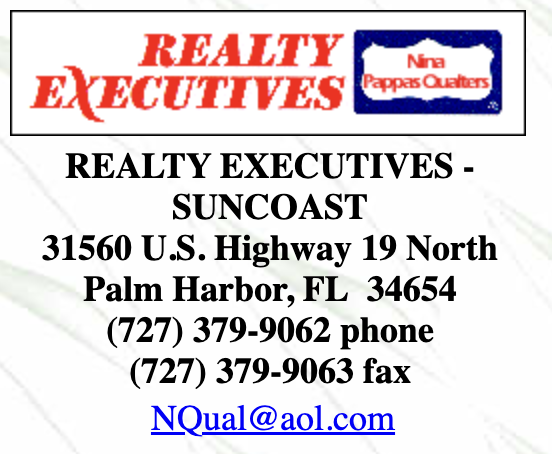 REALTY
EXECUTIVES
Nina
Pappas Qualters
REALTY EXECUTIVES -
SUNCOAST
31560 U.S. Highway 19 North
Palm Harbor, FL  34654
(727) 379-9062 phone
(727) 379-9063 fax
NQual@aol.com